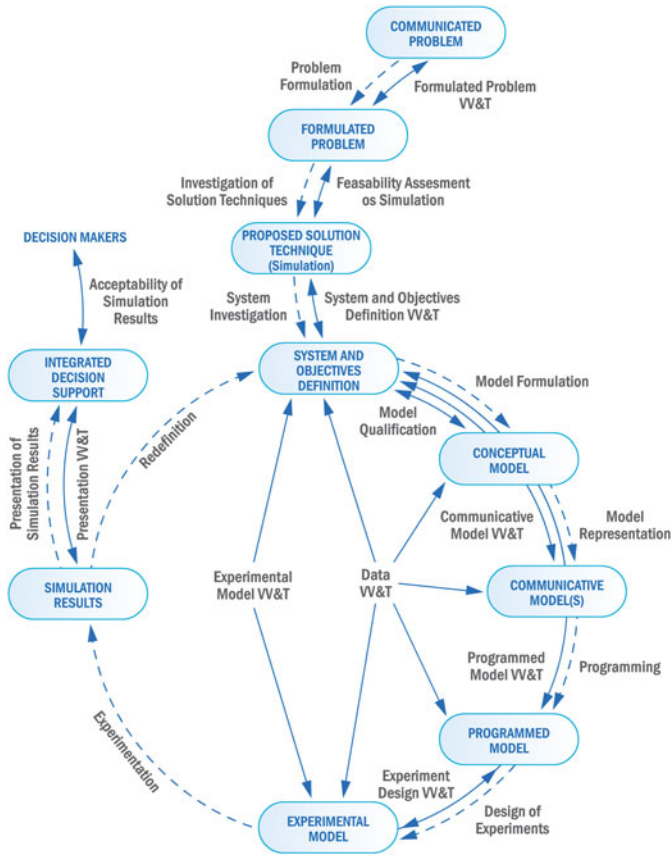 COMMUNICATED
PROBLEM
Problem
Formulation
Formulated Problem
VV&T
FORMULATED
PROBLEM
Investigation of
Solution Techniques
Feasability Assesment
os Simulation
PROPOSED SOLUTION
TECHNIQUE
(Simulation)
DECISION MAKERS
Acceptability of
Simulation
Results
System
Investigation
System and Objectives
Definition VV&T
INTEGRATED
DECISION
SUPPORT
SYSTEM AND
OBJECTIVES
DEFINITION
Model Formulation
Model
Qualification
Redefinition
CONCEPTUAL
MODEL
Presentation of
Simulation Results
Presentation VV&T
Communicative
Model VV&T
Model
Representation
SIMULATION
RESULTS
Experimental
Model VV&T
Data
VV&T
COMMUNICATIVE
MODEL(S)
Programmed
Model VV&T
Programming
Experimentation
PROGRAMMED
MODEL
Experiment
Design VV&T
Design of
Experiments
EXPERIMENTAL
MODEL